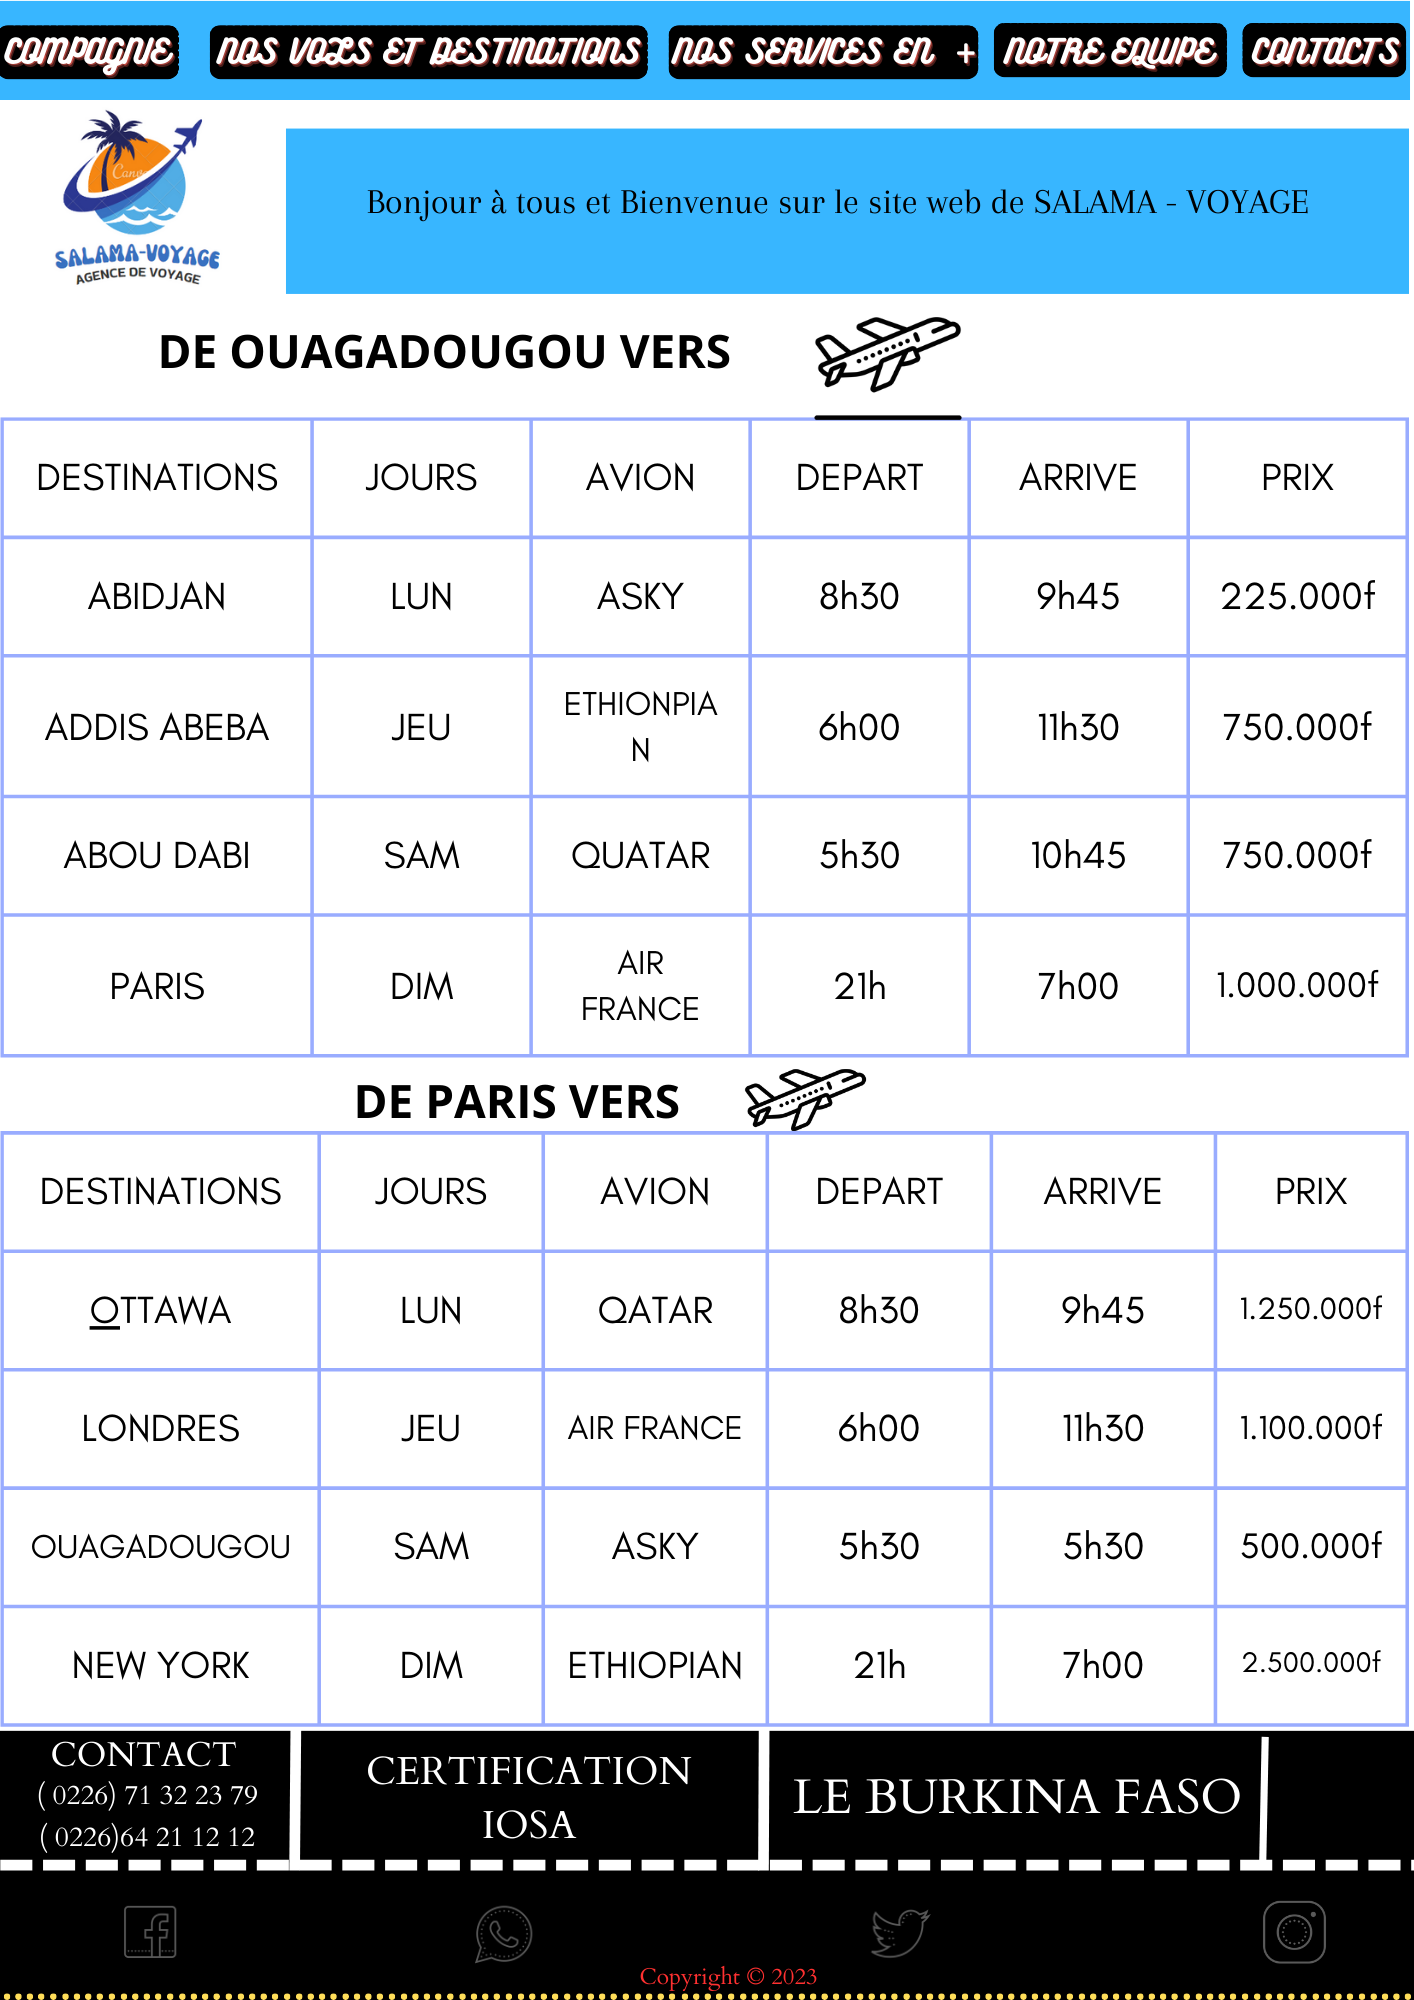 COMPAGNIE NOS VOLS ET DESTINATIONS NOS SERVICES EN + NOTRE EQUIPE CONTACTS
Canva
SALAMA-VOYAGE
AGENCE DE VOYAGE
Bonjour à tous et Bienvenue sur le site web de SALAMA - VOYAGE
DE OUAGADOUGOU VERS
DESTINATIONS JOURS AVION DEPART ARRIVE PRIX
ABIDJAN LUN ASKY 8h30 9h45 225.000f
ADDIS ABEBA JEU ETHIONPIA
N 6h00 11h30 750.000f
ABOU DABI SAM QUATAR 5h30 10h45 750.000f
PARIS DIM AIR
FRANCE 21h 7h00 1.000.000f
DE PARIS VERS
DESTINATIONS JOURS AVION DEPART ARRIVE PRIX
OTTAWA LUN QATAR 8h30 9h45 1.250.000f
LONDRES JEU AIR FRANCE 6h00 11h30 1.100.000f
OUAGADOUGOU SAM ASKY 5h30 5h30 500.000f
NEW YORK DIM ETHIOPIAN 21h 7h00 2.500.000f
CONTACT
( 0226) 71 32 23 79
( 0226)64 21 12 12
CERTIFICATION
IOSA
LE BURKINA FASO
Copyright © 2023